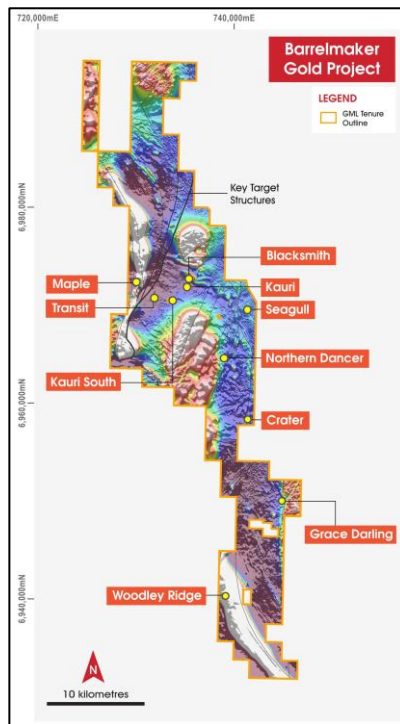 720,000mE
740,000mE
Barrelmaker
Gold Project
LEGEND
GML Tenure
Outline
Key Target
Structures
6,980,000mN
Blacksmith
Maple
Kauri
Transit
Seagull
Kauri South
Northern Dancer
6,960,000mN
Crater
Grace Darling
Woodley Ridge
6,940,000mN
N
10 kilometres